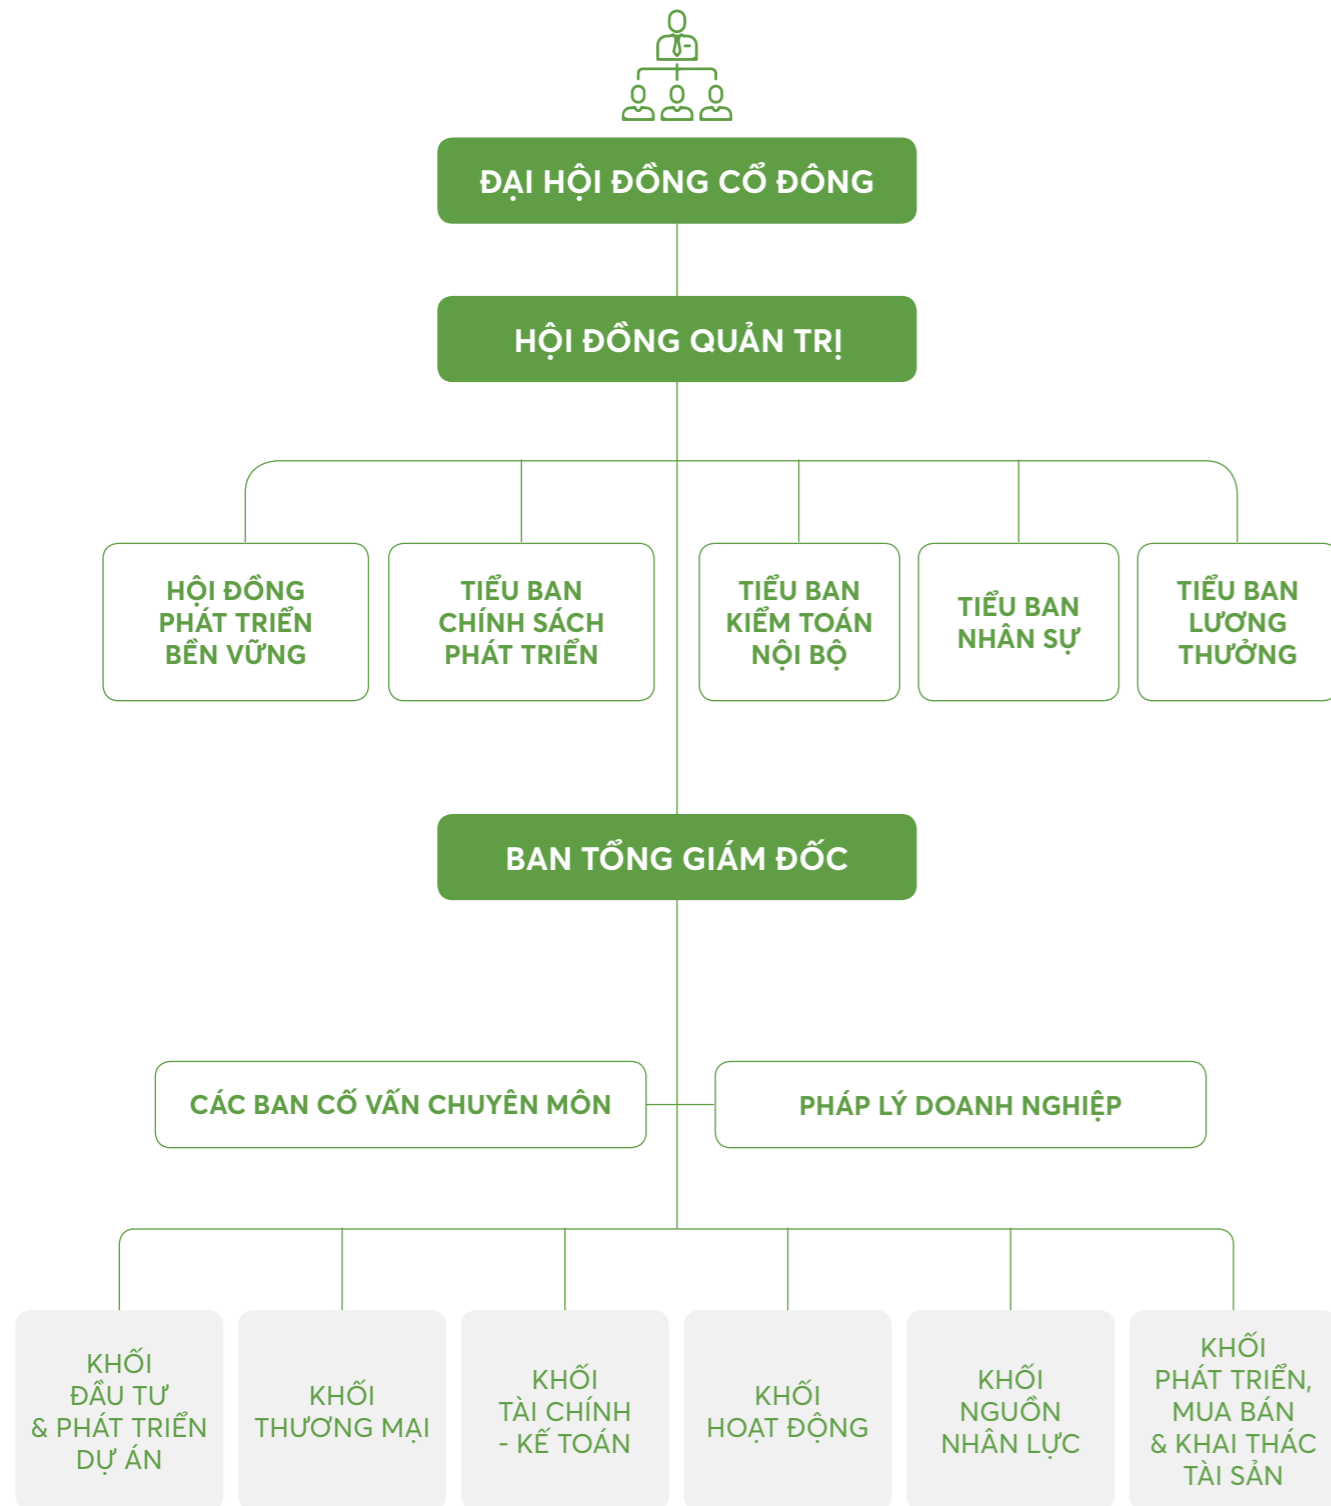 ĐẠI HỘI ĐỒNG CỔ ĐÔNG
HỘI ĐỒNG QUẢN TRỊ
HỘI ĐỒNG
PHÁT TRIỂN
BỀN VỮNG
TIỂU BAN
CHÍNH SÁCH
PHÁT TRIỂN
TIỂU BAN
KIỂM TOÁN
NỘI BỘ
TIỂU BAN
NHÂN SỰ
TIỂU BAN
LƯƠNG
THƯỞNG
BAN TỔNG GIÁM ĐỐC
CÁC BAN CỐ VẤN CHUYÊN MÔN
PHÁP LÝ DOANH NGHIỆP
KHỐI
ĐẦU TƯ
& PHÁT TRIỂN
DỰ ÁN
KHỐI
THƯƠNG MẠI
KHỐI
TÀI CHÍNH
- KẾ TOÁN
KHỐI
HOẠT ĐỘNG
KHỐI
NGUỒN
NHÂN LỰC
KHỐI
PHÁT TRIỂN,
MUA BÁN
& KHAI THÁC
TÀI SẢN